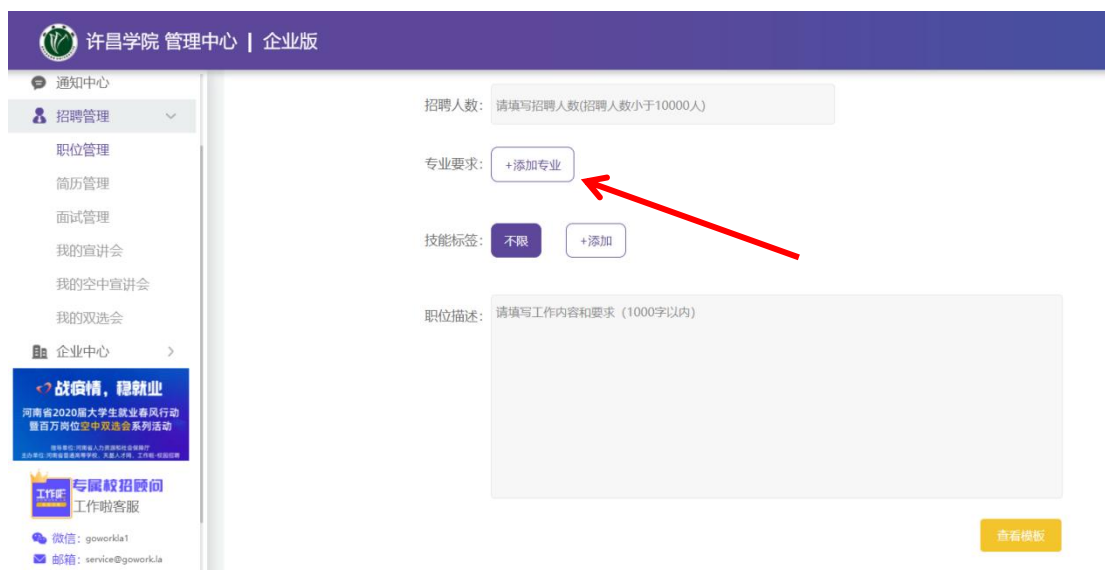 许昌学院 管理中心 | 企业版
通知中心
招聘管理
职位管理
简历管理
面试管理
我的宣讲会
我的空中宣讲会
我的双选会
企业中心
战疫情，稳就业
河南省2020届大学生就业春风行动
暨百万岗位空中双选会系列活动
工作啦
专属校招顾问
工作啦客服
微信: goworkla1
邮箱: service@gowork.la
招聘人数: 请填写招聘人数(招聘人数小于10000人)
专业要求: +添加专业
技能标签: 不限 +添加
职位描述: 请填写工作内容和要求（1000字以内）
查看模板